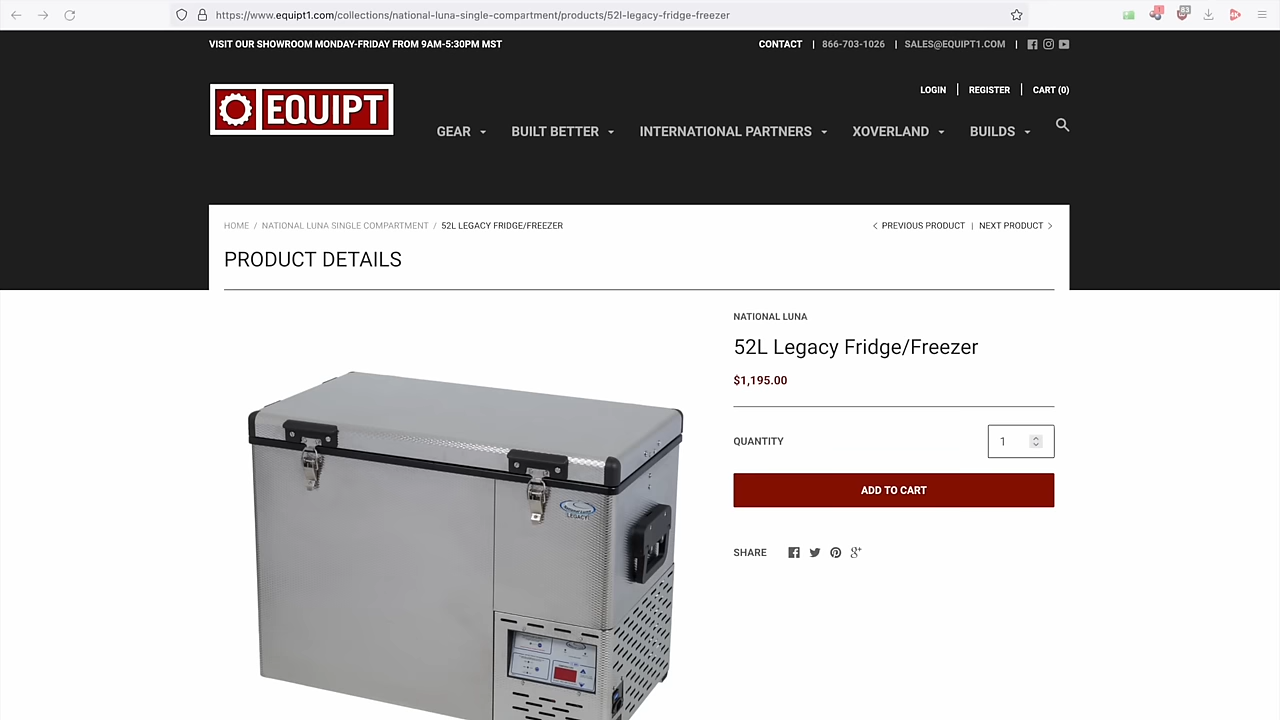 https://www.equipt1.com/collections/national-luna-single-compartment/products/52l-legacy-fridge-freezer
VISIT OUR SHOWROOM MONDAY-FRIDAY FROM 9AM-5:30PM MST
CONTACT | 866-703-1026 | SALES@EQUIPT1.COM |
LOGIN | REGISTER | CART (0)
EQUIPT
GEAR BUILT BETTER INTERNATIONAL PARTNERS XOVERLAND BUILDS
HOME / NATIONAL LUNA SINGLE COMPARTMENT / 52L LEGACY FRIDGE/FREEZER
< PREVIOUS PRODUCT | NEXT PRODUCT >
PRODUCT DETAILS
NATIONAL LUNA
52L Legacy Fridge/Freezer
$1,195.00
QUANTITY 1
ADD TO CART
SHARE
LEGACY